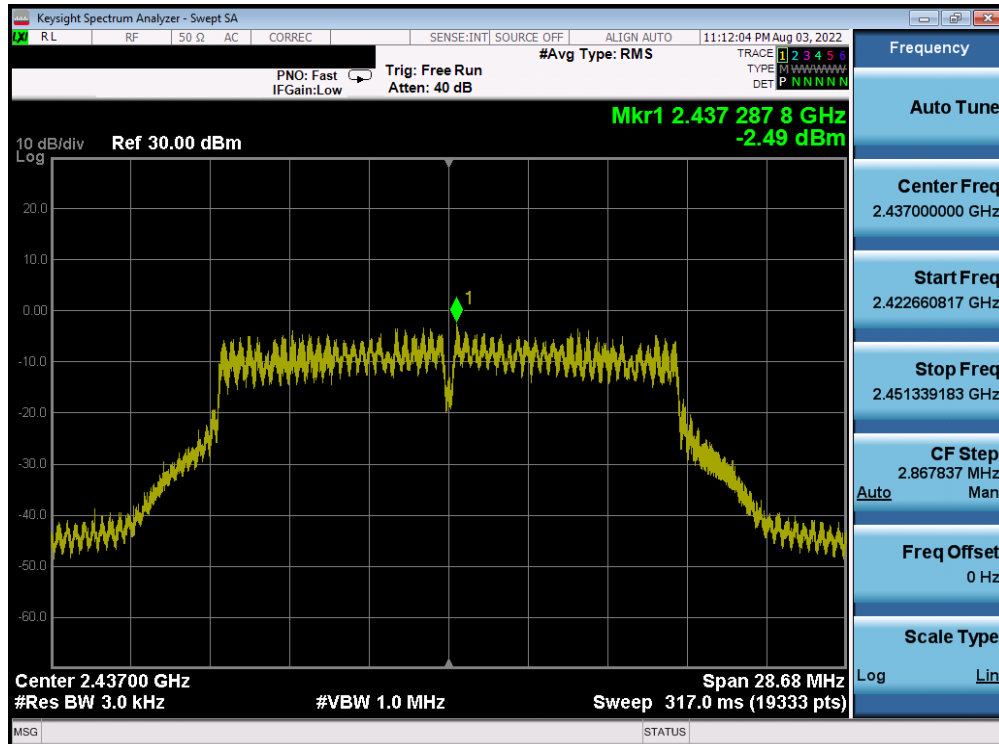 Keysight Spectrum Analyzer - Swept SA
LXI RL RF 50 Ω AC CORREC SENSE:INT SOURCE OFF ALIGN AUTO 11:12:04 PM Aug 03, 2022
#Avg Type: RMS
TRACE 1 2 3 4 5 6
PNO: Fast Trig: Free Run TYPE M WWWWW
IFGain:Low Atten: 40 dB DET P N N N N N
Mkr1 2.437 287 8 GHz
-2.49 dBm
10 dB/div Ref 30.00 dBm
Log
20.0
10.0
1
0.00
-10.0
-20.0
-30.0
-40.0
-50.0
-60.0
Center 2.43700 GHz Span 28.68 MHz
#Res BW 3.0 kHz #VBW 1.0 MHz Sweep 317.0 ms (19333 pts)
MSG STATUS
Frequency
Auto Tune
Center Freq
2.437000000 GHz
Start Freq
2.422660817 GHz
Stop Freq
2.451339183 GHz
CF Step
2.867837 MHz
Auto Man
Freq Offset
0 Hz
Scale Type
Log Lin